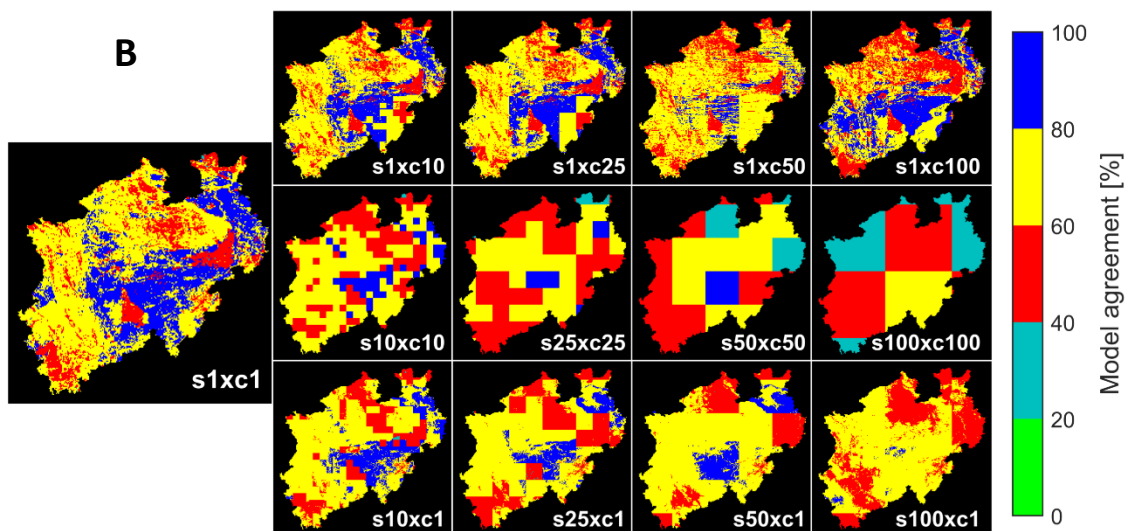 B
s1xc1
s1xc10
s1xc25
s1xc50
s1xc100
s10xc10
s25xc25
s50xc50
s100xc100
s10xc1
s25xc1
s50xc1
s100xc1
100
80
60
40
20
0
Model agreement [%]